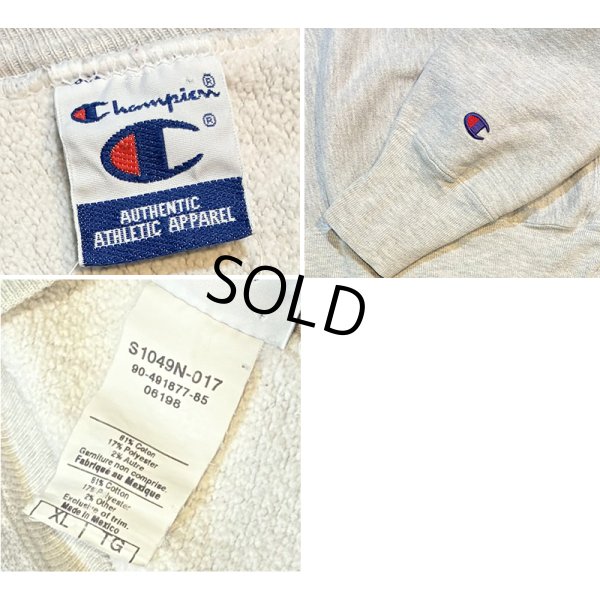 Champion®
®
AUTHENTIC
ATHLETIC APPAREL
SOLD
S1049N-017
90-491877-85
06198
81% Coton
17% Polyester
2% Autre
Garniture non comprise
Fabriqué au Mexique
81% Cotton
17% Polyester
2% Other
Exclusive of trim.
Made in Mexico
XL TG